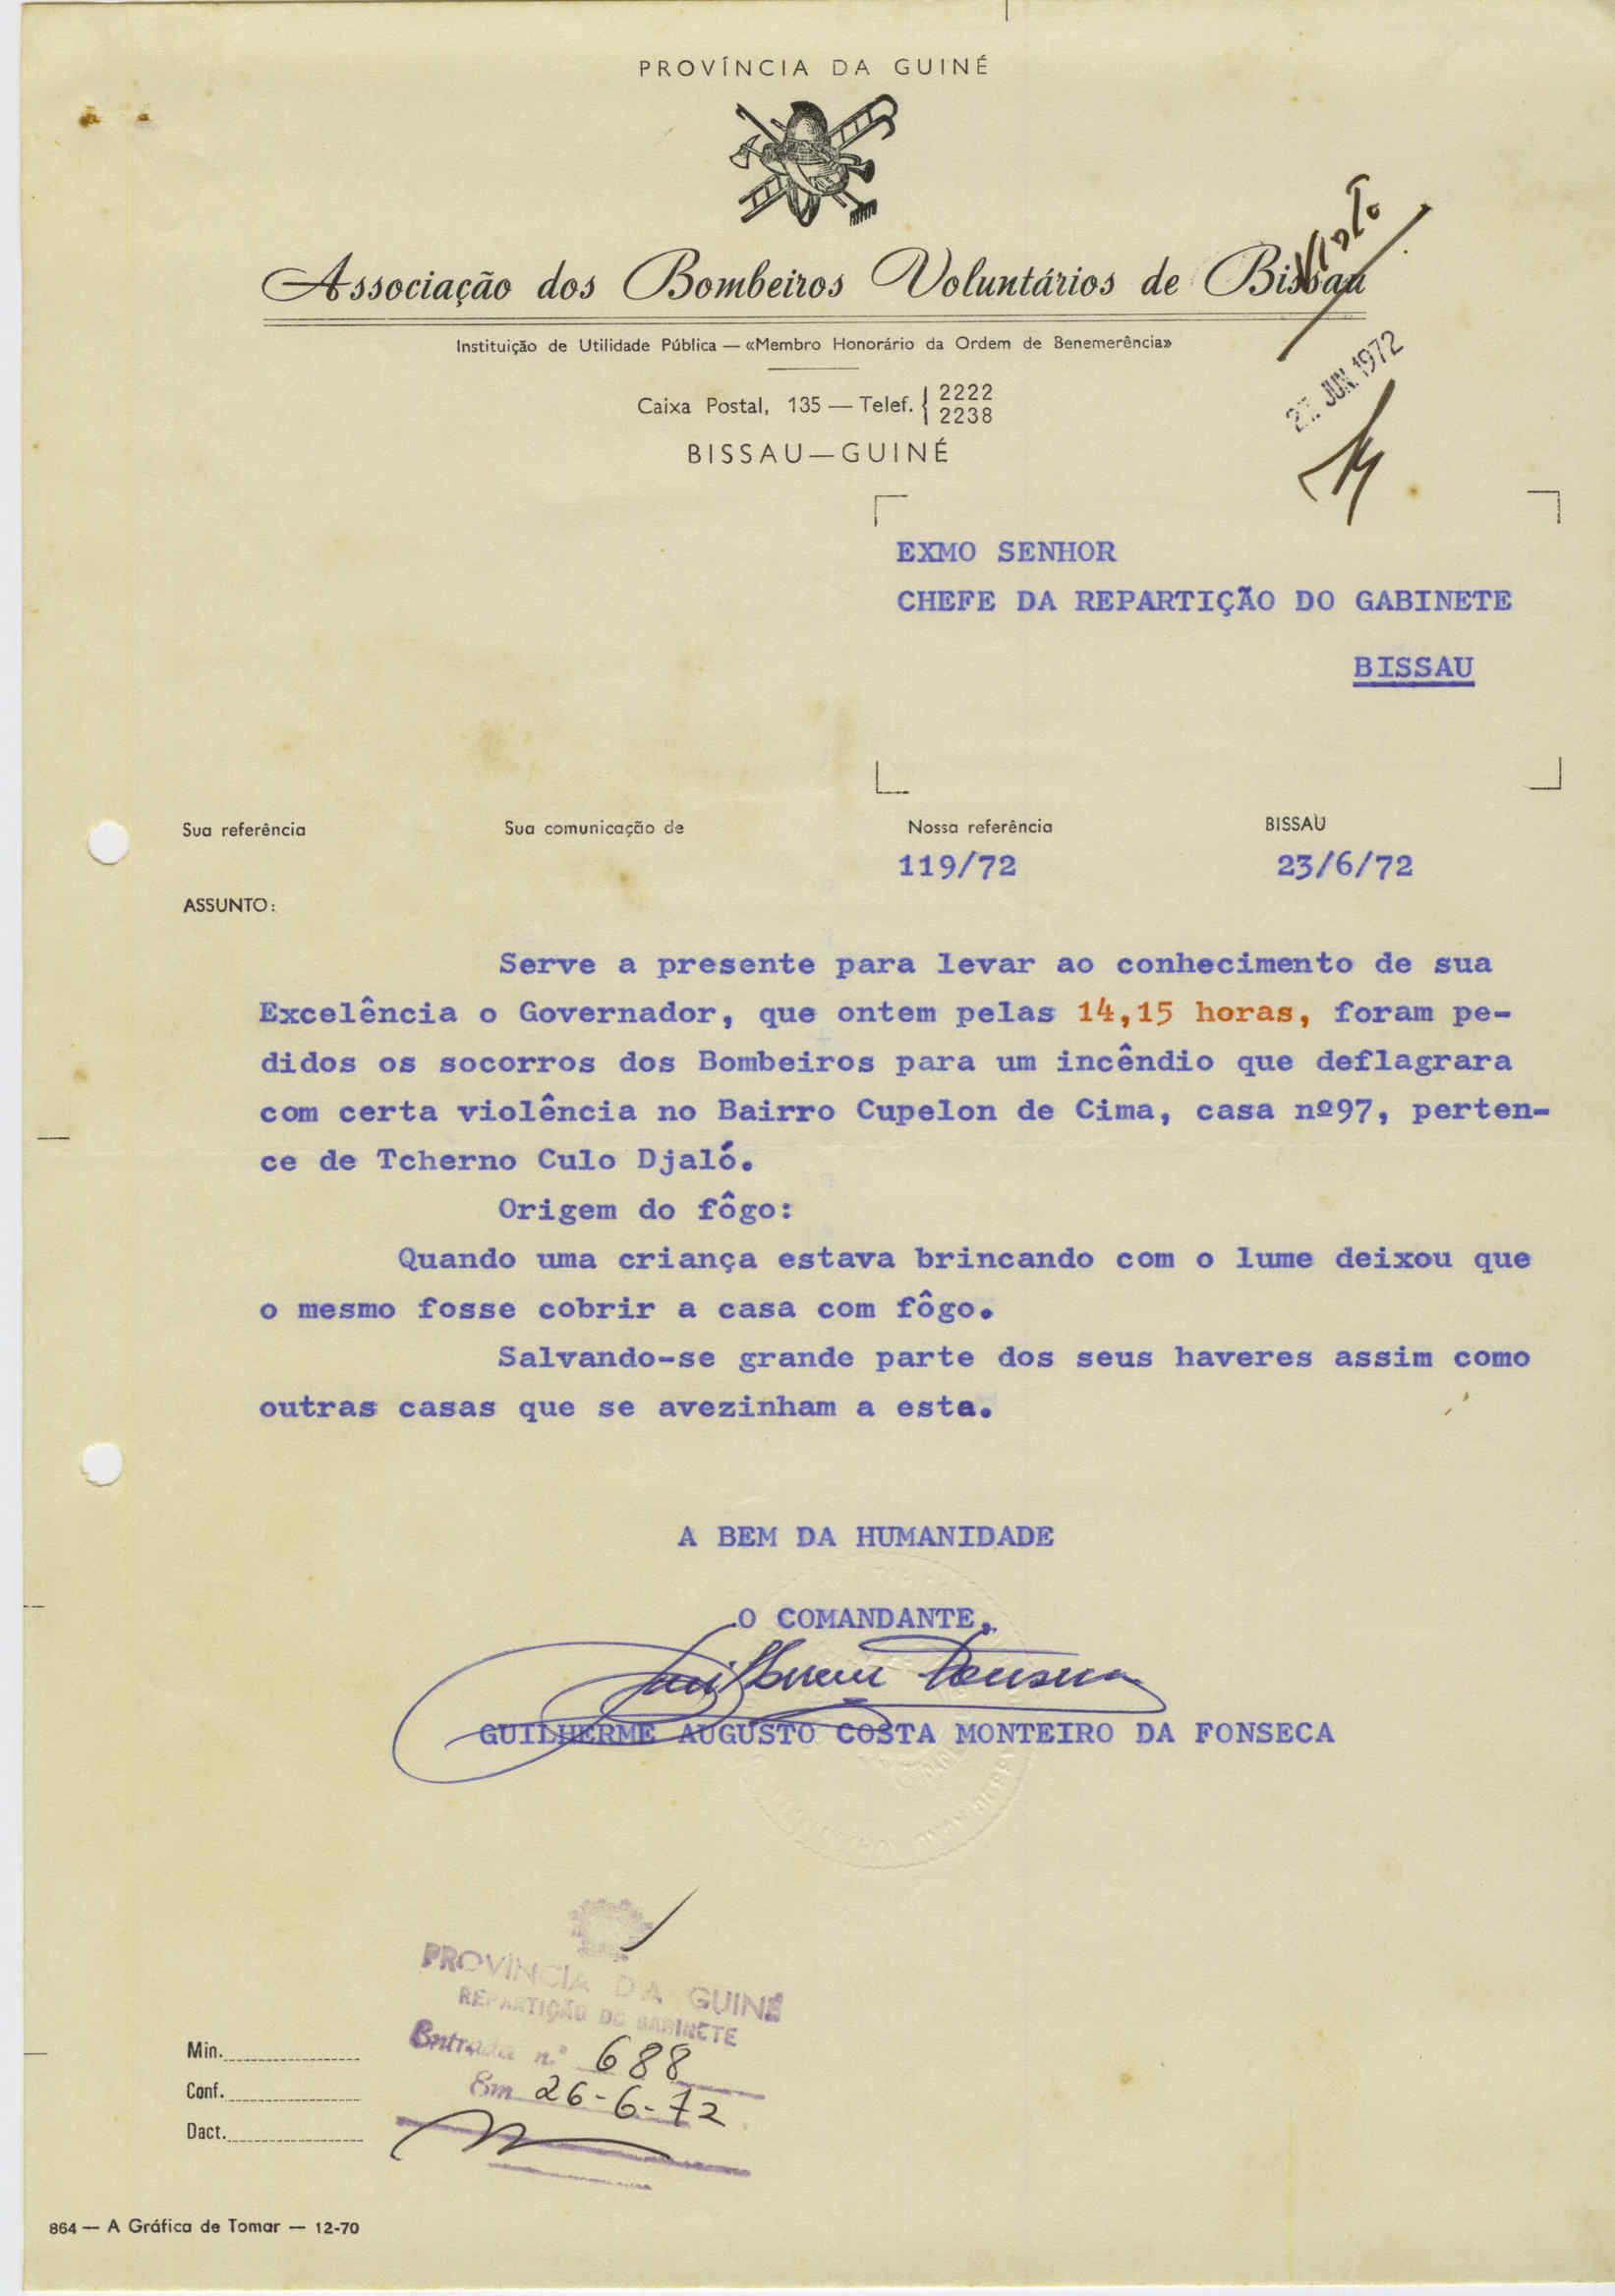 PROVÍNCIA DA GUINÉ
Associação dos Bombeiros Voluntários de Bissau
Visto
Instituição de Utilidade Pública — «Membro Honorário da Ordem de Benemerência»
27. JUN. 1972
Caixa Postal, 135 — Telef. { 2222
2238
BISSAU — GUINÉ
EXMO SENHOR
CHEFE DA REPARTIÇÃO DO GABINETE
BISSAU
Sua referência Sua comunicação de Nossa referência BISSAU
119/72 23/6/72
ASSUNTO:
Serve a presente para levar ao conhecimento de sua
Excelência o Governador, que ontem pelas 14,15 horas, foram pe-
didos os socorros dos Bombeiros para um incêndio que deflagrara
com certa violência no Bairro Cupelon de Cima, casa nº97, perten-
ce de Tcherno Culo Djaló.
Origem do fôgo:
Quando uma criança estava brincando com o lume deixou que
o mesmo fosse cobrir a casa com fôgo.
Salvando-se grande parte dos seus haveres assim como
outras casas que se avezinham a esta.
A BEM DA HUMANIDADE
O COMANDANTE,
Guilherme Fonseca
GUILHERME AUGUSTO COSTA MONTEIRO DA FONSECA
PROVÍNCIA DA GUINÉ
REPARTIÇÃO DO GABINETE
Entrada n.º 688
Em 26-6-72
Min.
Conf.
Dact.
864 — A Gráfica de Tomar — 12-70